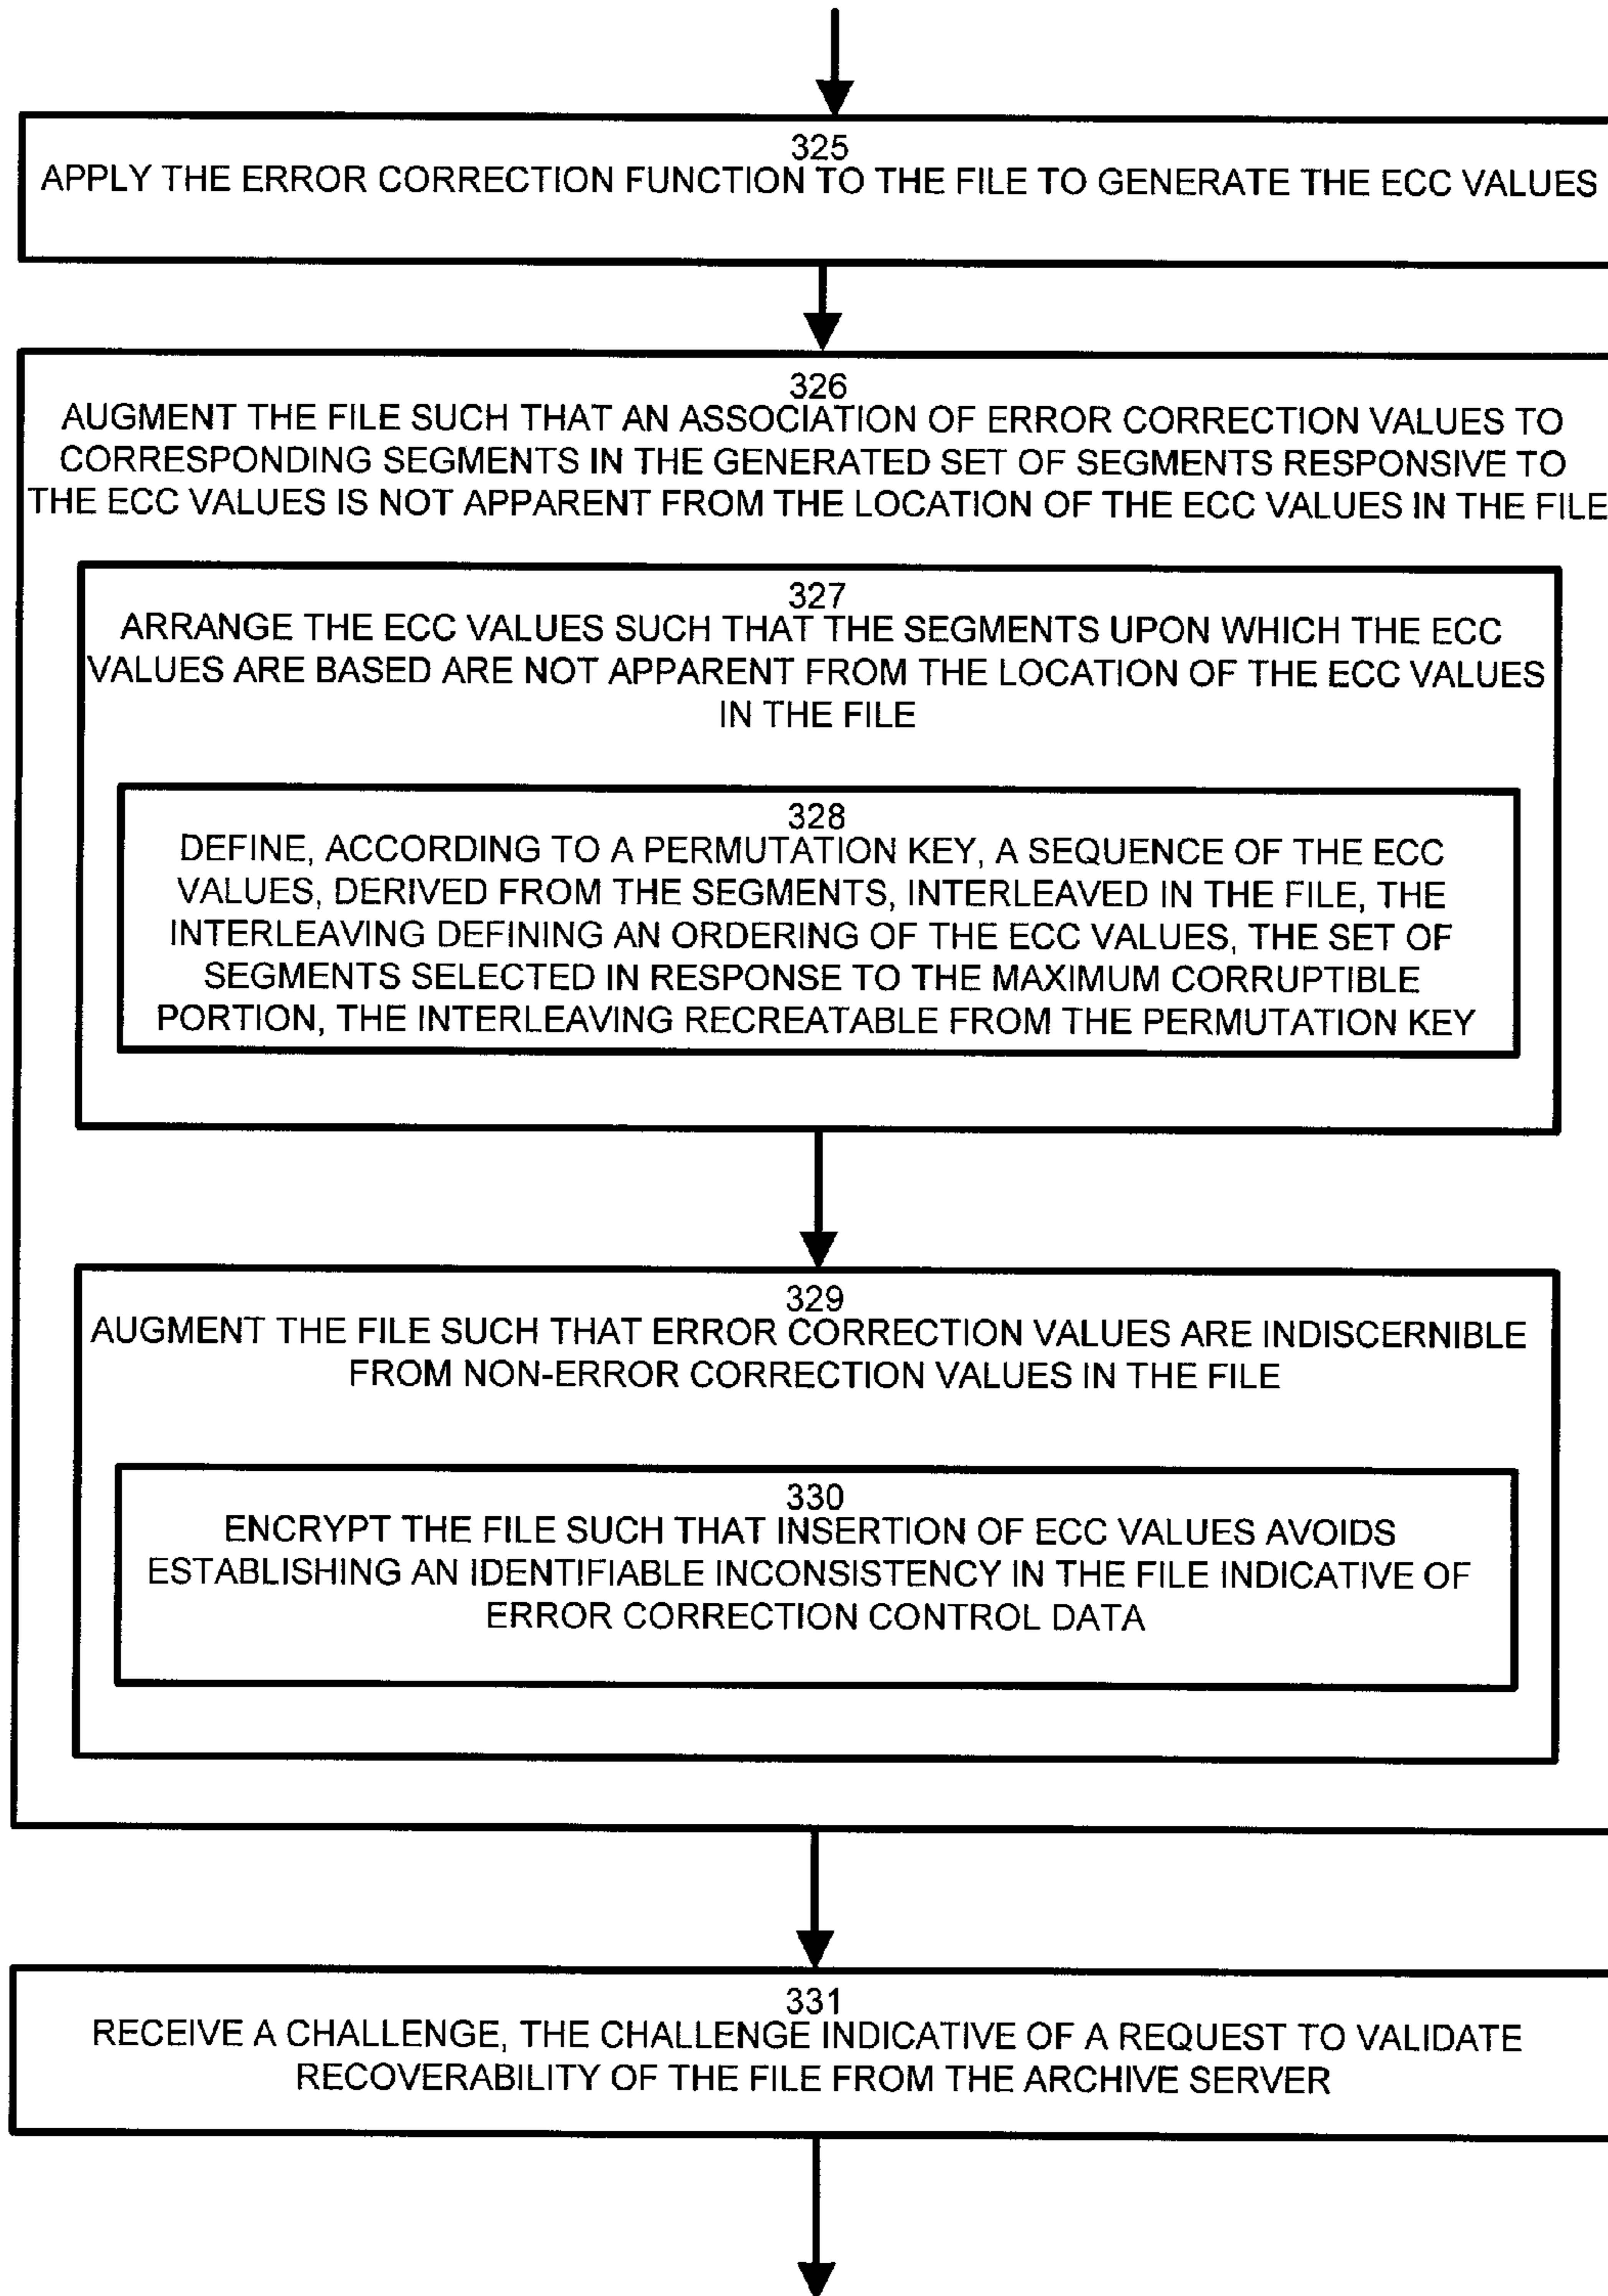 325
APPLY THE ERROR CORRECTION FUNCTION TO THE FILE TO GENERATE THE ECC VALUES
326
AUGMENT THE FILE SUCH THAT AN ASSOCIATION OF ERROR CORRECTION VALUES TO
CORRESPONDING SEGMENTS IN THE GENERATED SET OF SEGMENTS RESPONSIVE TO
THE ECC VALUES IS NOT APPARENT FROM THE LOCATION OF THE ECC VALUES IN THE FILE
327
ARRANGE THE ECC VALUES SUCH THAT THE SEGMENTS UPON WHICH THE ECC
VALUES ARE BASED ARE NOT APPARENT FROM THE LOCATION OF THE ECC VALUES
IN THE FILE
328
DEFINE, ACCORDING TO A PERMUTATION KEY, A SEQUENCE OF THE ECC
VALUES, DERIVED FROM THE SEGMENTS, INTERLEAVED IN THE FILE, THE
INTERLEAVING DEFINING AN ORDERING OF THE ECC VALUES, THE SET OF
SEGMENTS SELECTED IN RESPONSE TO THE MAXIMUM CORRUPTIBLE
PORTION, THE INTERLEAVING RECREATABLE FROM THE PERMUTATION KEY
329
AUGMENT THE FILE SUCH THAT ERROR CORRECTION VALUES ARE INDISCERNIBLE
FROM NON-ERROR CORRECTION VALUES IN THE FILE
330
ENCRYPT THE FILE SUCH THAT INSERTION OF ECC VALUES AVOIDS
ESTABLISHING AN IDENTIFIABLE INCONSISTENCY IN THE FILE INDICATIVE OF
ERROR CORRECTION CONTROL DATA
331
RECEIVE A CHALLENGE, THE CHALLENGE INDICATIVE OF A REQUEST TO VALIDATE
RECOVERABILITY OF THE FILE FROM THE ARCHIVE SERVER